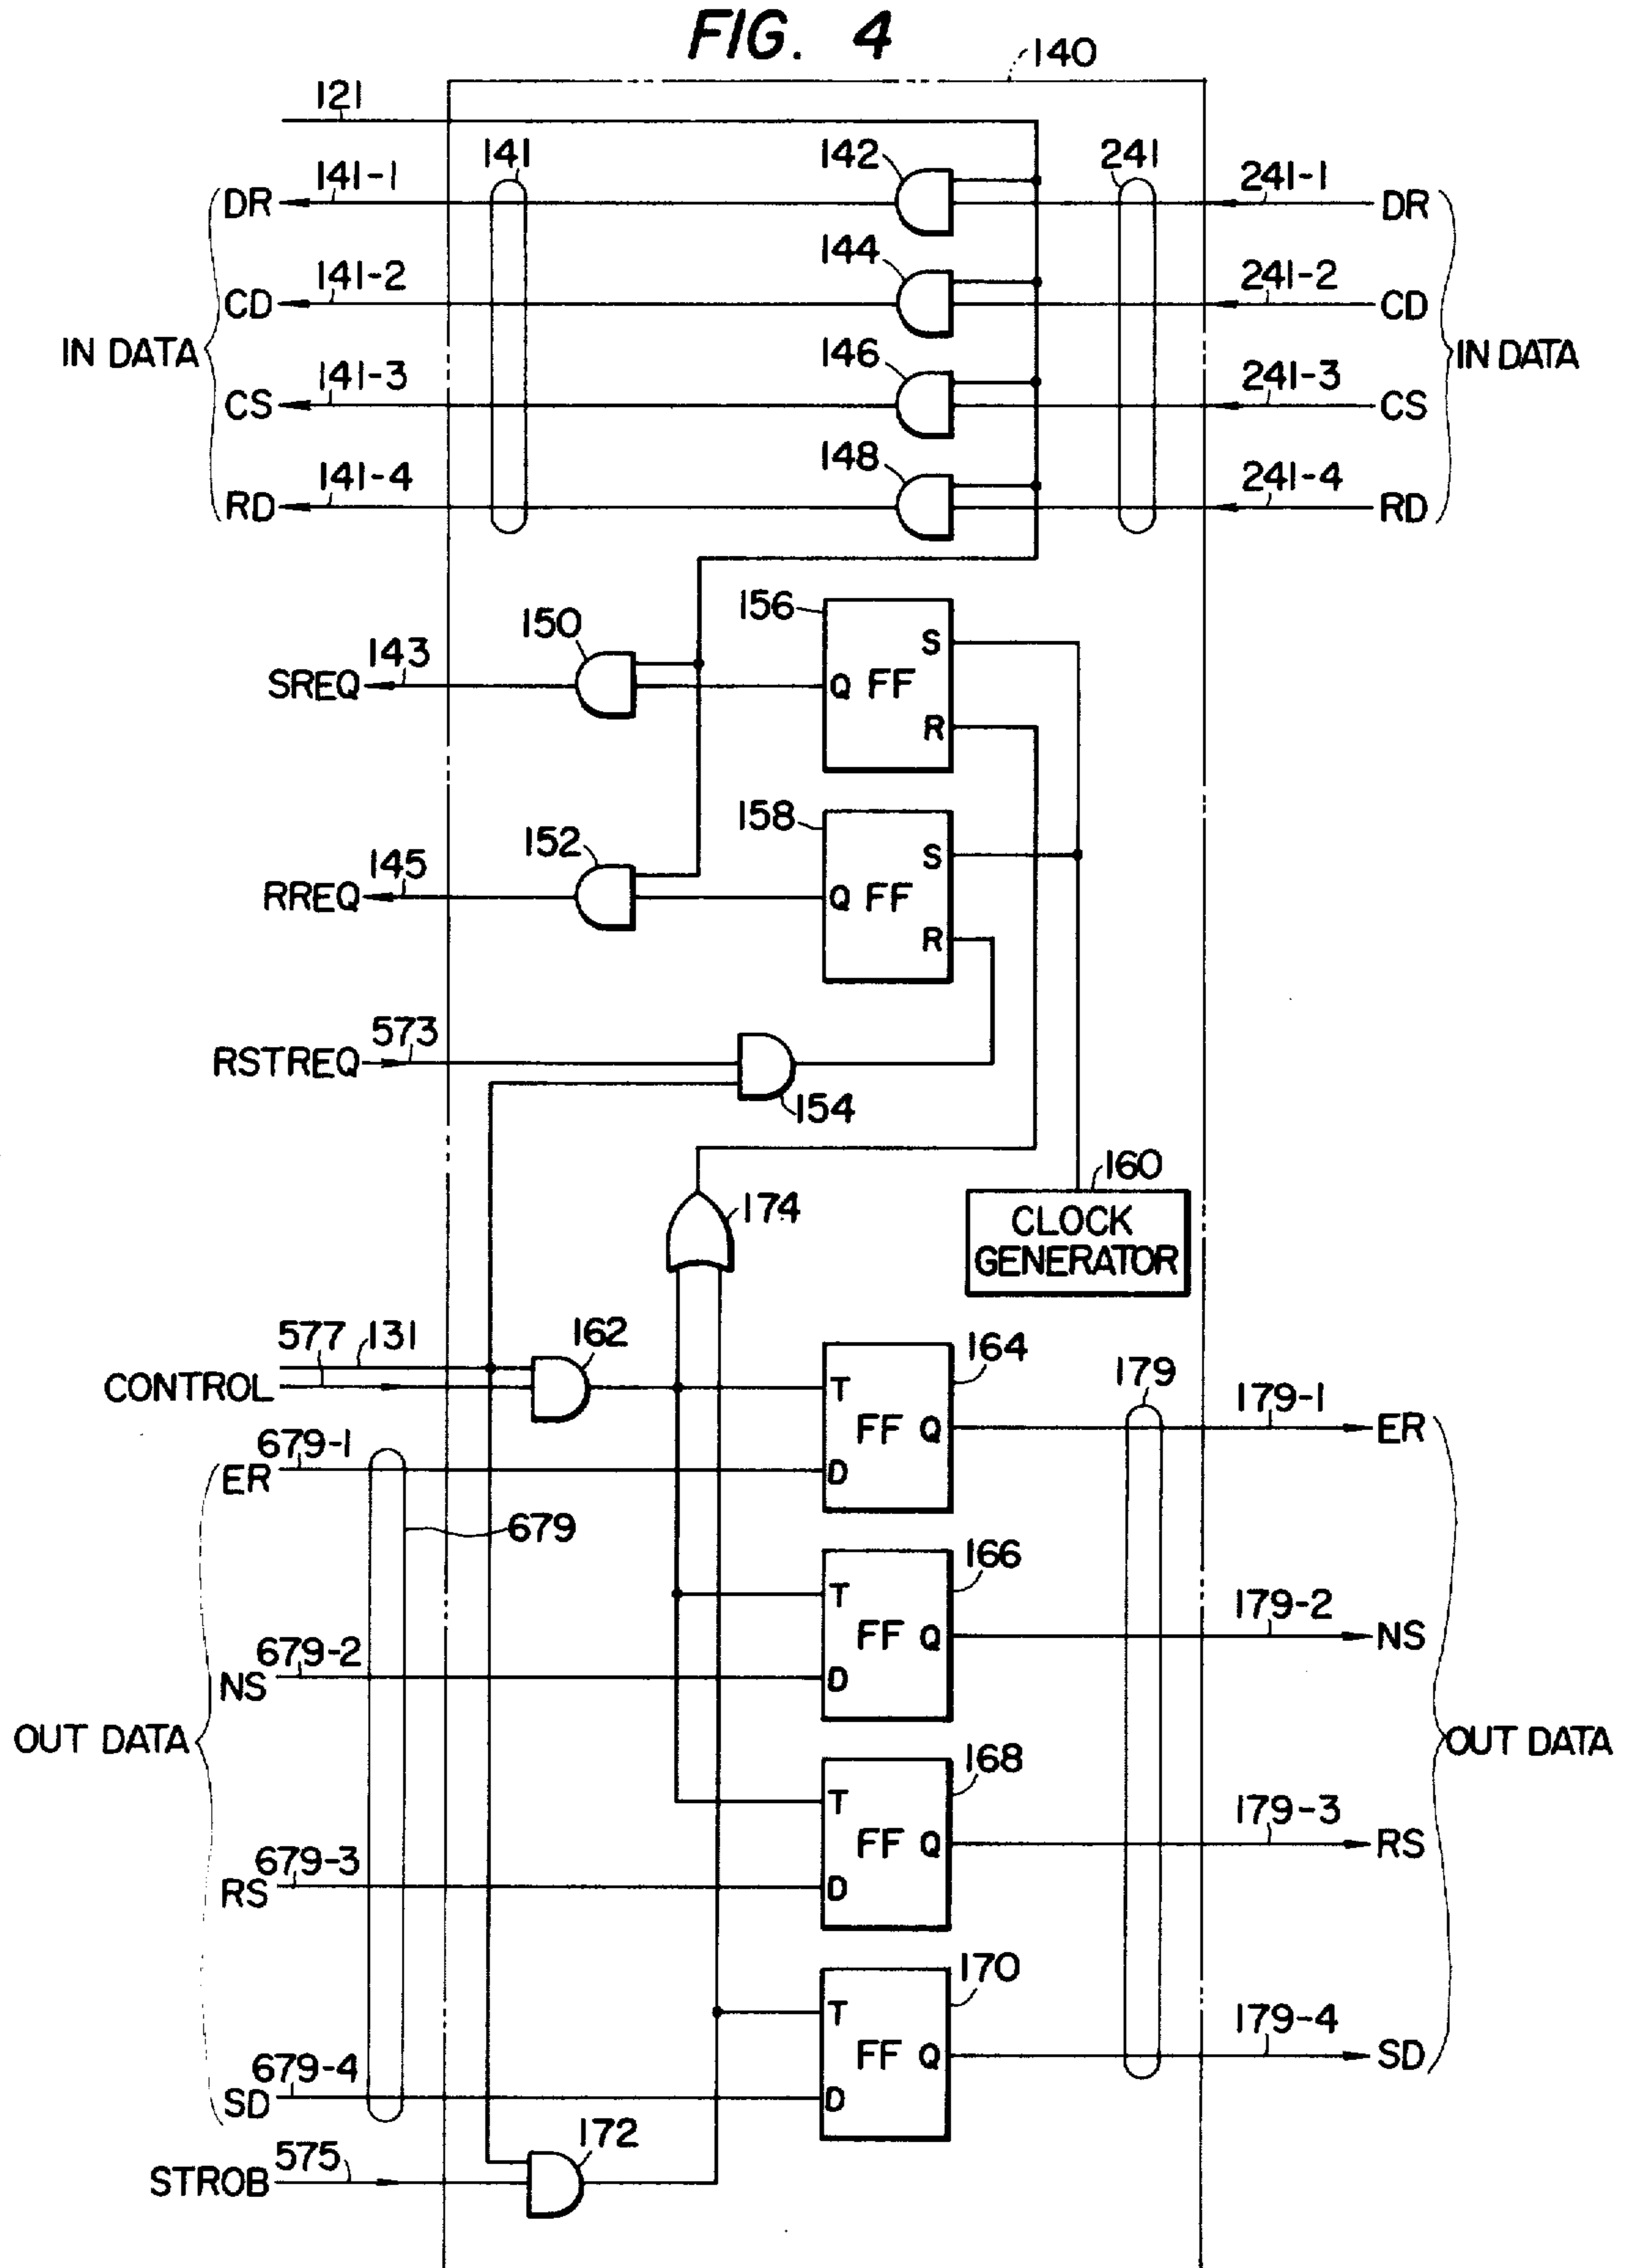 FIG. 4
140
121
141
142
241
DR 141-1 241-1 DR
144
CD 141-2 241-2 CD
IN DATA IN DATA
146
CS 141-3 241-3 CS
148
RD 141-4 241-4 RD
156
150
S
SREQ 143 Q FF
R
158
152
S
RREQ 145 Q FF
R
RSTREQ 573
154
160
174
CLOCK
GENERATOR
577 131 162 164 179
CONTROL T
FF Q 179-1 ER
ER 679-1 D
679
166
T
FF Q 179-2 NS
NS 679-2 D
OUT DATA OUT DATA
168
T
FF Q 179-3 RS
RS 679-3 D
170
T
FF Q 179-4 SD
SD 679-4 D
172
STROB 575